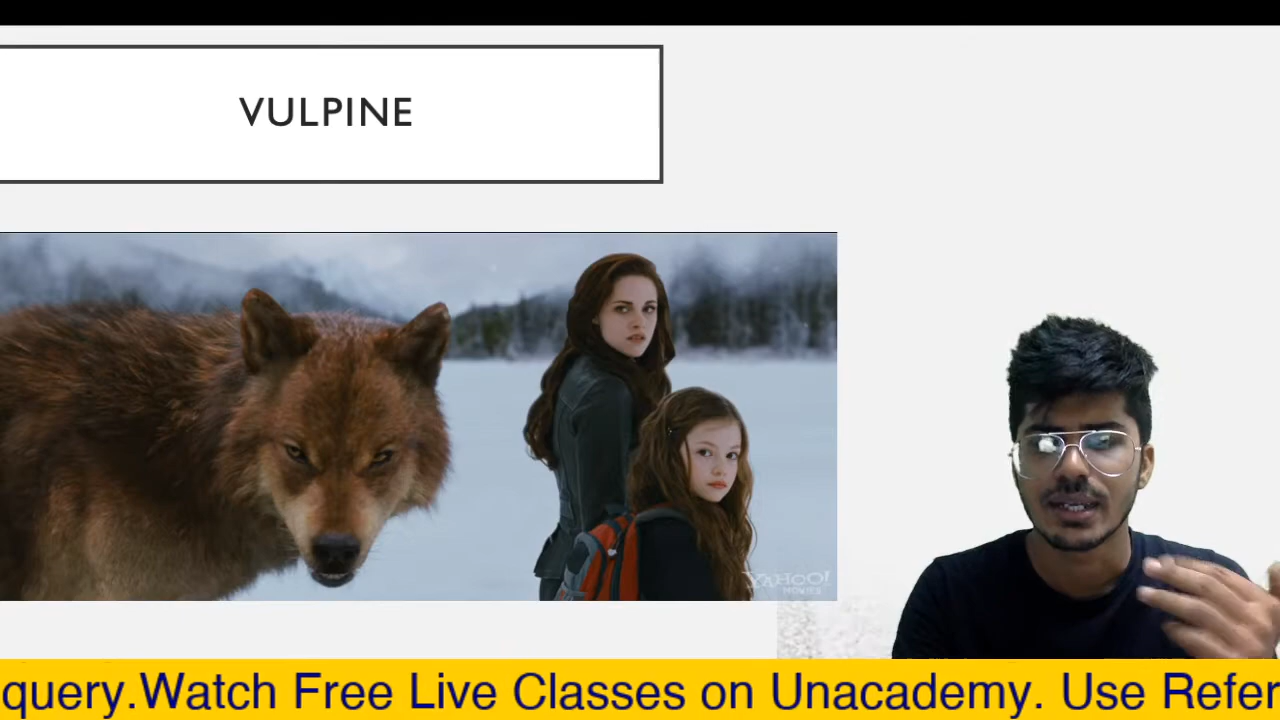 VULPINE
YAHOO!
MOVIES
query.Watch Free Live Classes on Unacademy. Use Refer